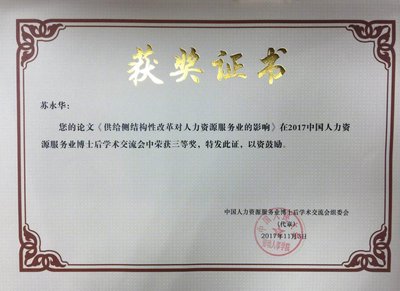 获奖证书
苏永华：
您的论文《供给侧结构性改革对人力资源服务业的影响》在2017中国人力资
源服务业博士后学术交流会中荣获三等奖，特发此证，以资鼓励。
中国人力资源服务业博士后学术交流会组委会
（代章）
2017年11月5日